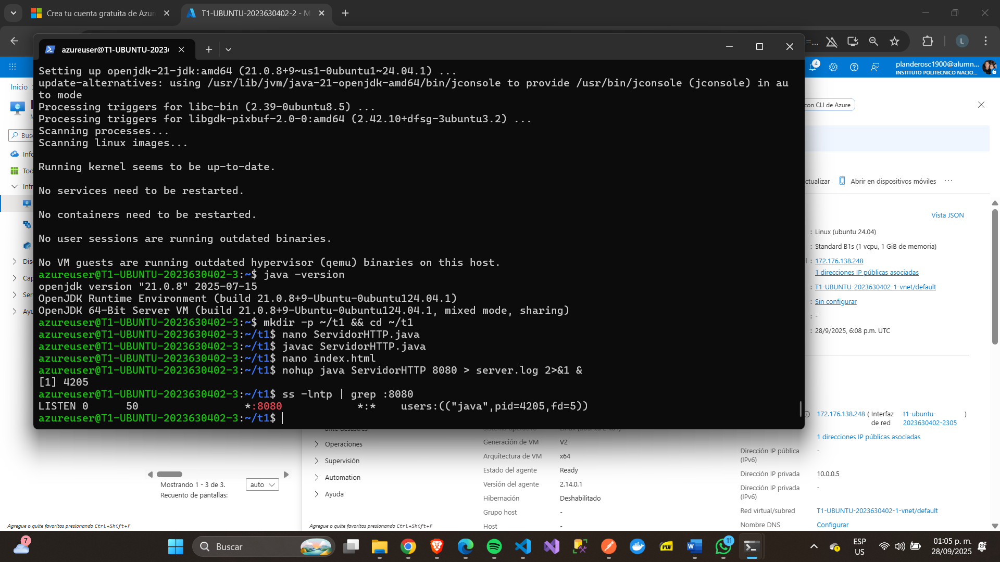 Crea tu cuenta gratuita de Azur
T1-UBUNTU-2023630402-2 - M
azureuser@T1-UBUNTU-2023
=...
L
4
planderosc1900@alumn...
INSTITUTO POLITECNICO NACIO...
Inicio
con CLI de Azure
Setting up openjdk-21-jdk:amd64 (21.0.8+9~us1-0ubuntu1~24.04.1) ...
update-alternatives: using /usr/lib/jvm/java-21-openjdk-amd64/bin/jconsole to provide /usr/bin/jconsole (jconsole) in au
to mode
Processing triggers for libc-bin (2.39-0ubuntu8.5) ...
Processing triggers for libgdk-pixbuf-2.0-0:amd64 (2.42.10+dfsg-3ubuntu3.2) ...
Scanning processes...
Scanning linux images...
Running kernel seems to be up-to-date.
No services need to be restarted.
No containers need to be restarted.
No user sessions are running outdated binaries.
No VM guests are running outdated hypervisor (qemu) binaries on this host.
azureuser@T1-UBUNTU-2023630402-3:~$ java -version
openjdk version "21.0.8" 2025-07-15
OpenJDK Runtime Environment (build 21.0.8+9-Ubuntu-0ubuntu124.04.1)
OpenJDK 64-Bit Server VM (build 21.0.8+9-Ubuntu-0ubuntu124.04.1, mixed mode, sharing)
azureuser@T1-UBUNTU-2023630402-3:~$ mkdir -p ~/t1 && cd ~/t1
azureuser@T1-UBUNTU-2023630402-3:~/t1$ nano ServidorHTTP.java
azureuser@T1-UBUNTU-2023630402-3:~/t1$ javac ServidorHTTP.java
azureuser@T1-UBUNTU-2023630402-3:~/t1$ nano index.html
azureuser@T1-UBUNTU-2023630402-3:~/t1$ nohup java ServidorHTTP 8080 > server.log 2>&1 &
[1] 4205
azureuser@T1-UBUNTU-2023630402-3:~/t1$ ss -lntp | grep :8080
LISTEN 0 50 *:8080 *:* users:(("java",pid=4205,fd=5))
azureuser@T1-UBUNTU-2023630402-3:~/t1$
Bus
Info
Tod
Infr
Disc
Cap
Ser
Ayu
ctualizar
Abrir en dispositivos móviles
Vista JSON
: Linux (ubuntu 24.04)
: Standard B1s (1 vcpu, 1 GiB de memoria)
: 172.176.138.248
1 direcciones IP públicas asociadas
: T1-UBUNTU-2023630402-1-vnet/default
: Sin configurar
: -
: 28/9/2025, 6:08 p.m. UTC
172.176.138.248 ( Interfaz de red t1-ubuntu-2023630402-2305 )
1 direcciones IP públicas asociadas
Dirección IP pública (IPv6) -
Dirección IP privada 10.0.0.5
Dirección IP privada (IPv6) -
Red virtual/subred T1-UBUNTU-2023630402-1-vnet/default
Nombre DNS Configurar
Operaciones
Supervisión
Automation
Ayuda
Generación de VM V2
Arquitectura de VM x64
Estado del agente Ready
Versión del agente 2.14.0.1
Hibernación Deshabilitado
Grupo host -
Host -
Mostrando 1 - 3 de 3.
Recuento de pantallas:
auto
Agregue o quite favoritos presionando Ctrl+Shift+F
Agregue o quite favoritos presionando Ctrl+Shift+F
7
Buscar
PDF
W
11
ESP
US
01:05 p. m.
28/09/2025